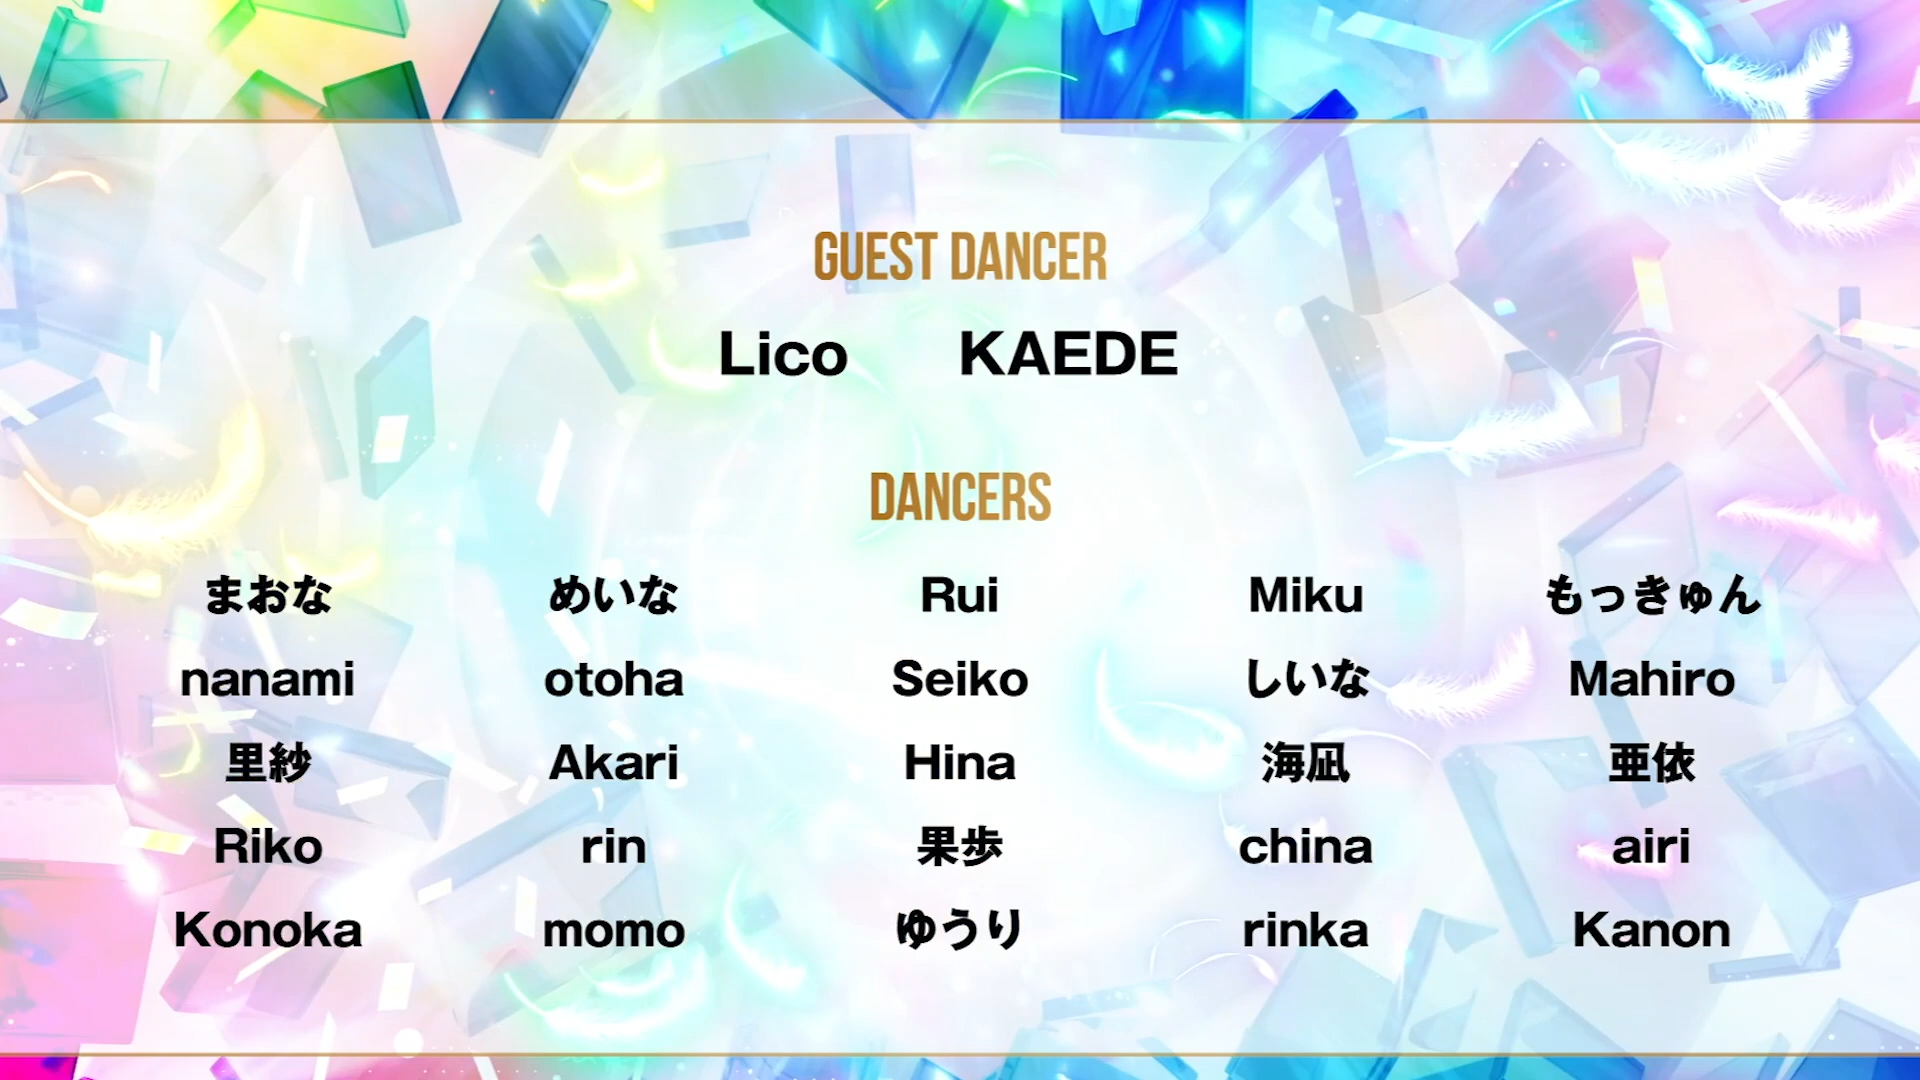 GUEST DANCER
Lico KAEDE
DANCERS
まおな めいな Rui Miku もっきゅん
nanami otoha Seiko しいな Mahiro
里紗 Akari Hina 海凪 亜依
Riko rin 果歩 china airi
Konoka momo ゆうり rinka Kanon